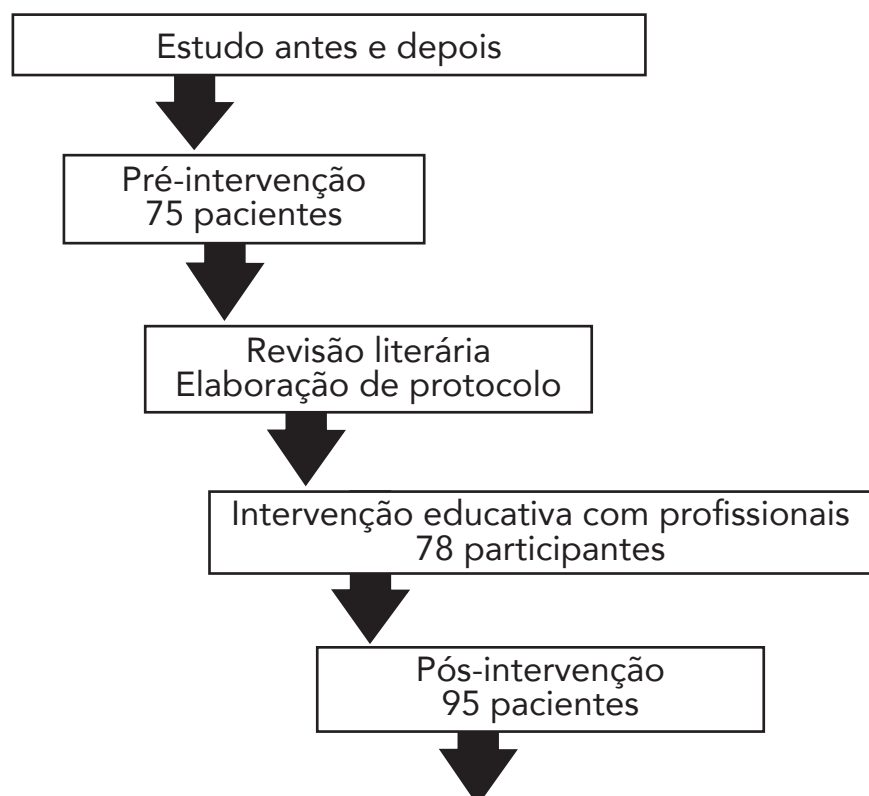 Estudo antes e depois
Pré-intervenção
75 pacientes
Revisão literária
Elaboração de protocolo
Intervenção educativa com profissionais
78 participantes
Pós-intervenção
95 pacientes